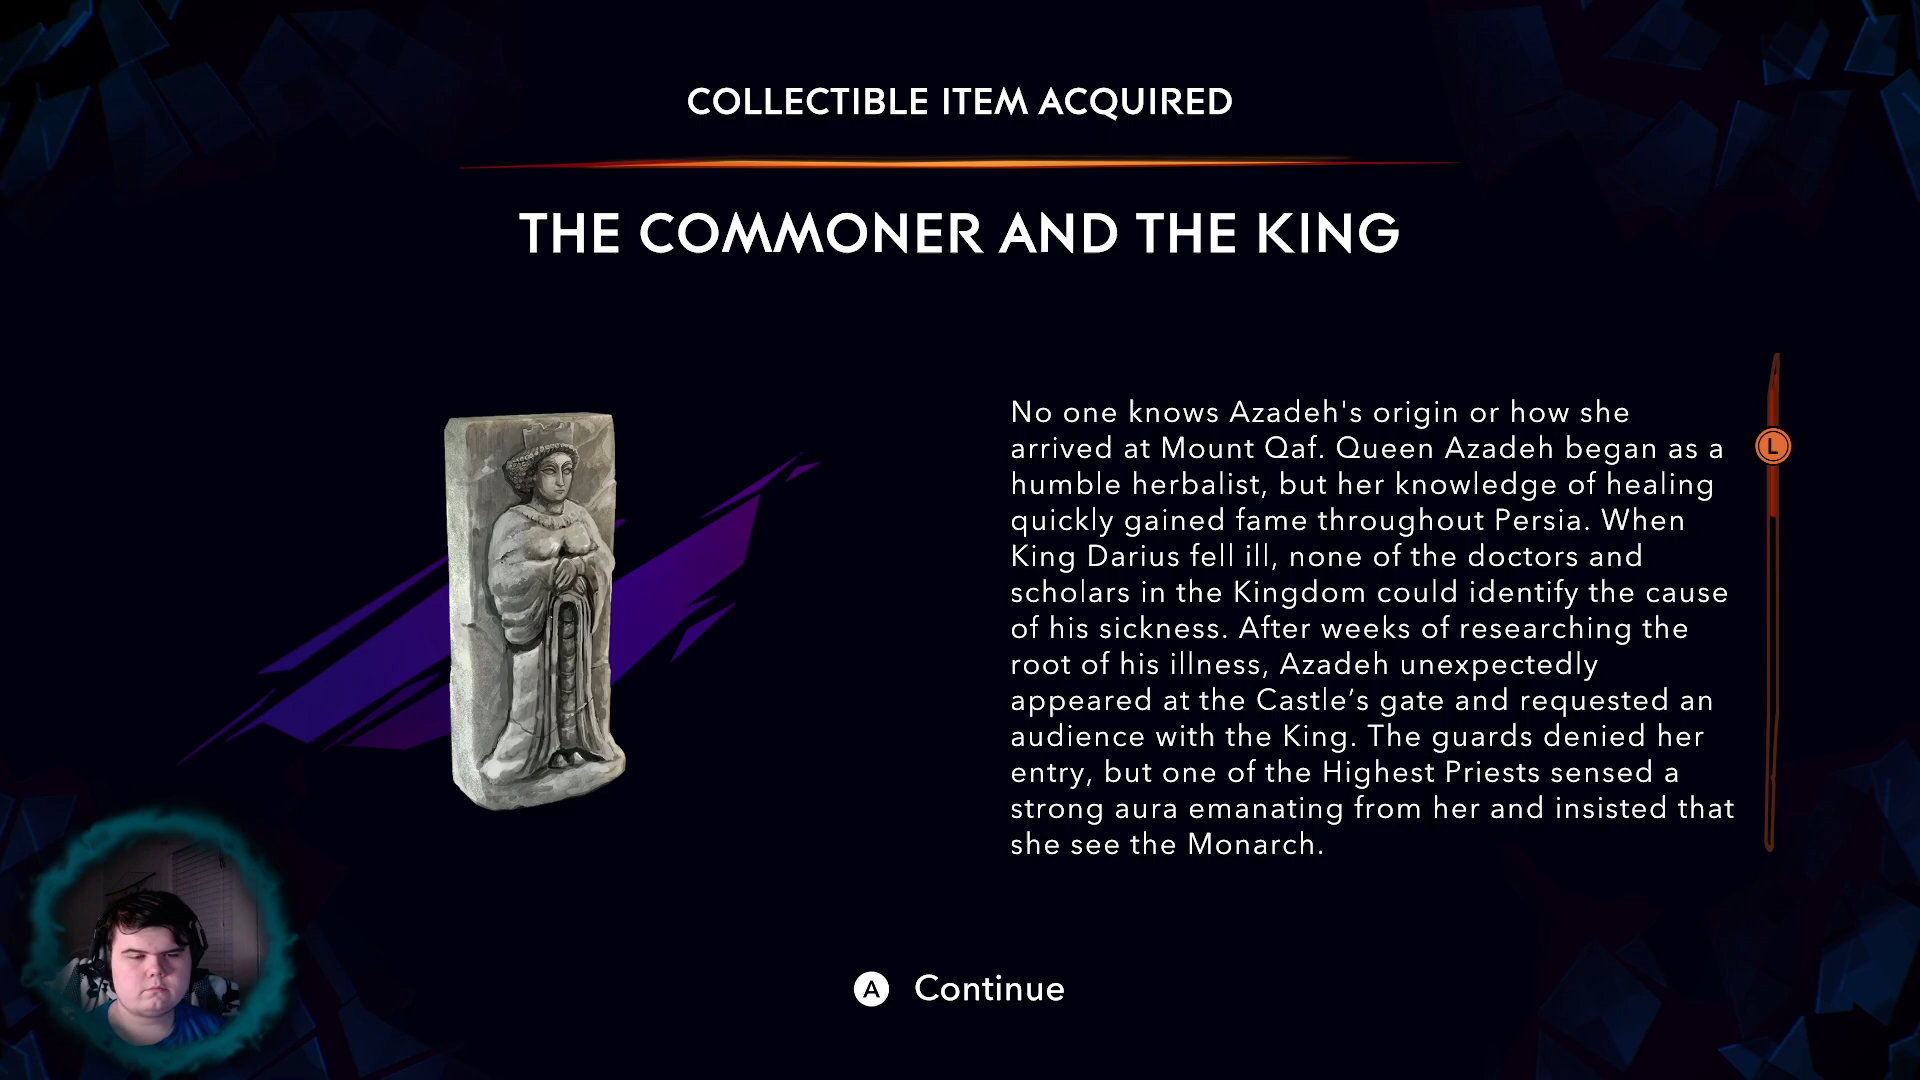 COLLECTIBLE ITEM ACQUIRED
THE COMMONER AND THE KING
No one knows Azadeh's origin or how she
arrived at Mount Qaf. Queen Azadeh began as a
humble herbalist, but her knowledge of healing
quickly gained fame throughout Persia. When
King Darius fell ill, none of the doctors and
scholars in the Kingdom could identify the cause
of his sickness. After weeks of researching the
root of his illness, Azadeh unexpectedly
appeared at the Castle’s gate and requested an
audience with the King. The guards denied her
entry, but one of the Highest Priests sensed a
strong aura emanating from her and insisted that
she see the Monarch.
L
A Continue